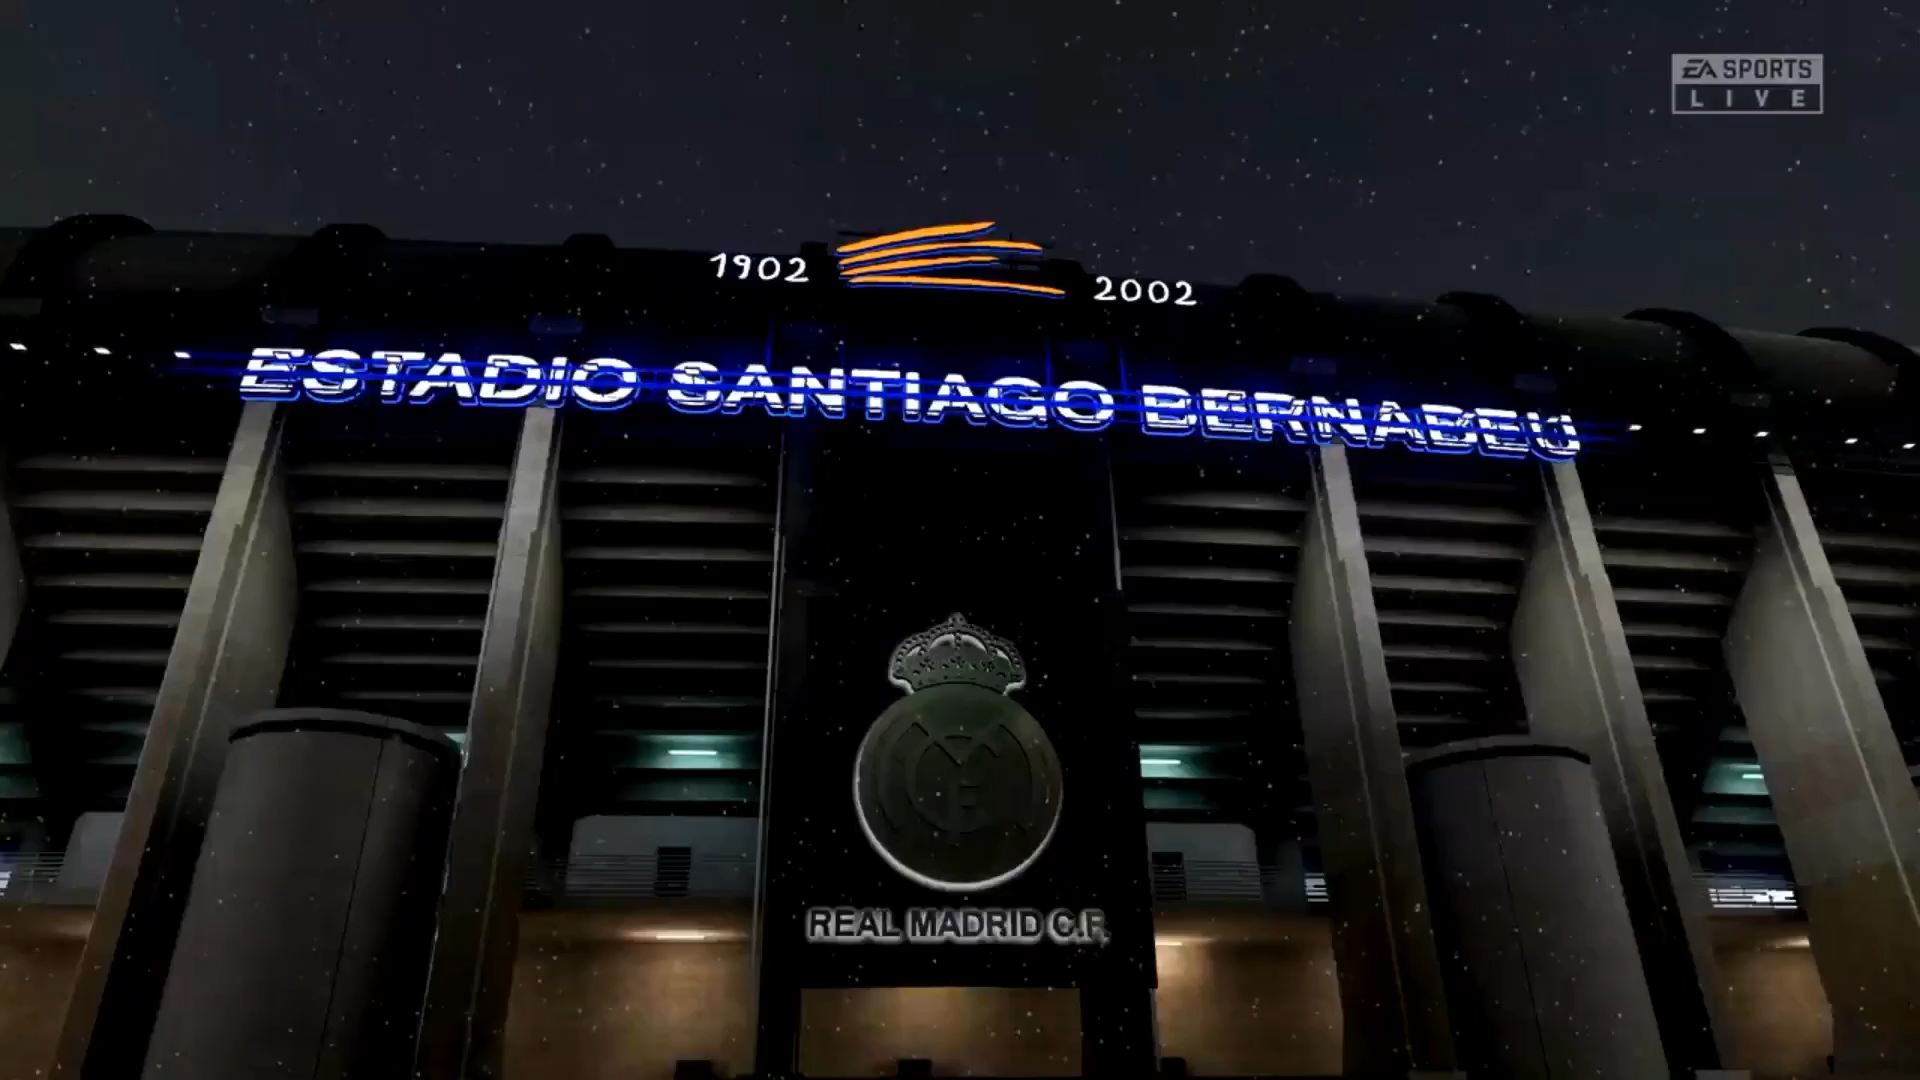 EA SPORTS
LIVE
1902 2002
ESTADIO SANTIAGO BERNABEU
REAL MADRID C.F.